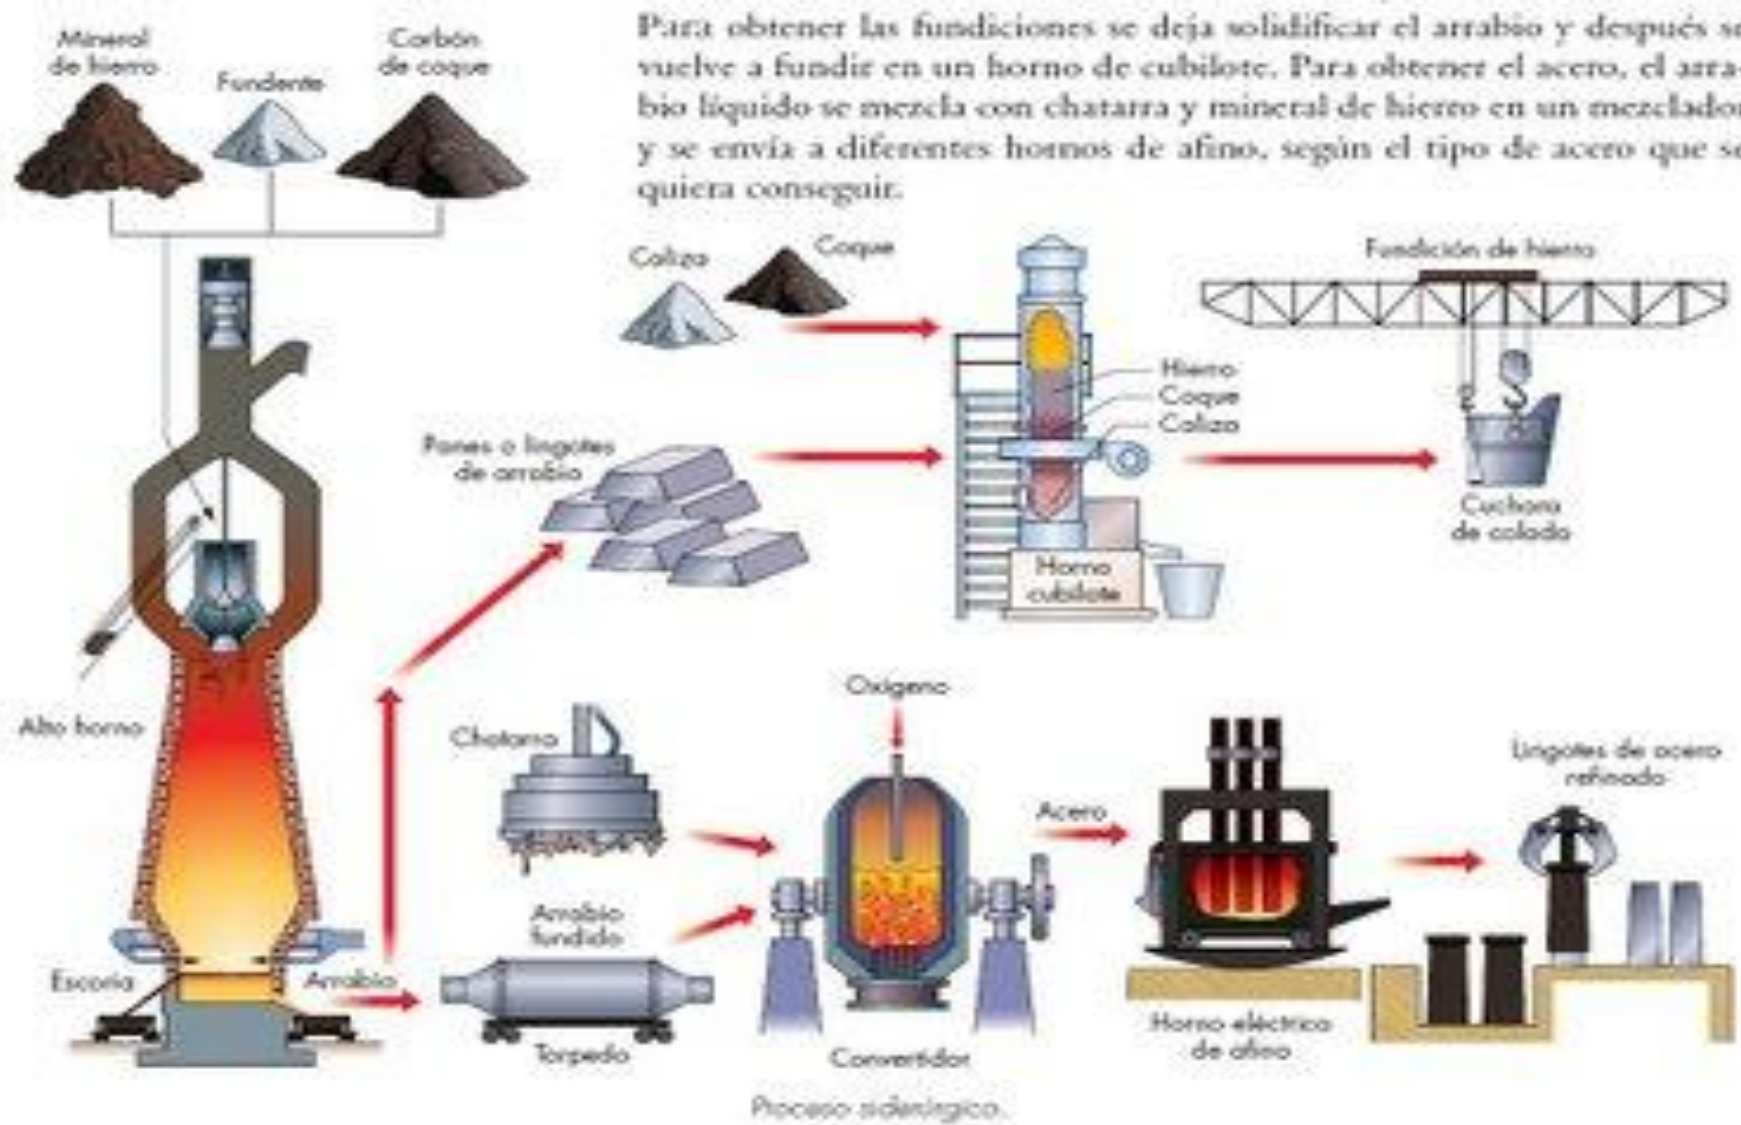 Para obtener las fundiciones se deja solidificar el arrabio y después se
vuelve a fundir en un horno de cubilote. Para obtener el acero, el arra-
bio líquido se mezcla con chatarra y mineral de hierro en un mezclador
y se envía a diferentes hornos de afino, según el tipo de acero que se
quiera conseguir.
Mineral
de hierro
Fundente
Carbón
de coque
Caliza
Coque
Fundición de hierro
Hierro
Coque
Caliza
Panes o lingotes
de arrabio
Cuchara
de colada
Horno
cubilote
Alto horno
Chatarra
Oxígeno
Acero
Lingotes de acero
refinado
Arrabio
fundido
Escoria
Arrabio
Torpedo
Convertidor
Horno eléctrico
de afino
Proceso siderúrgico.